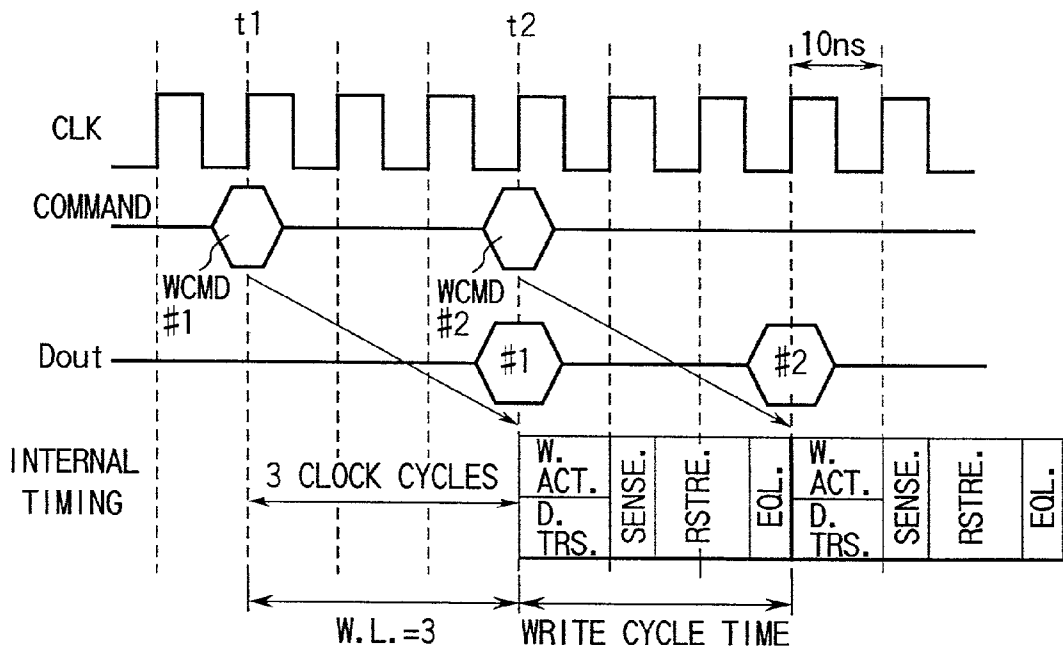 t1
t2
10ns
CLK
COMMAND
WCMD
#1
WCMD
#2
Dout
#1
#2
INTERNAL
TIMING
3 CLOCK CYCLES
W.
ACT.
D.
TRS.
SENSE.
RSTRE.
EQL.
W.
ACT.
D.
TRS.
SENSE.
RSTRE.
EQL.
W.L.=3
WRITE CYCLE TIME